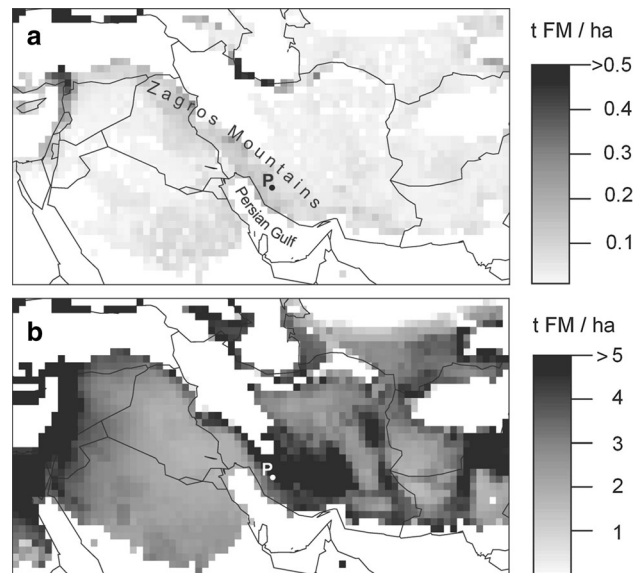 a
t FM / ha
>0.5
0.4
0.3
0.2
0.1
Zagros Mountains
P
Persian Gulf
b
t FM / ha
>5
4
3
2
1
P